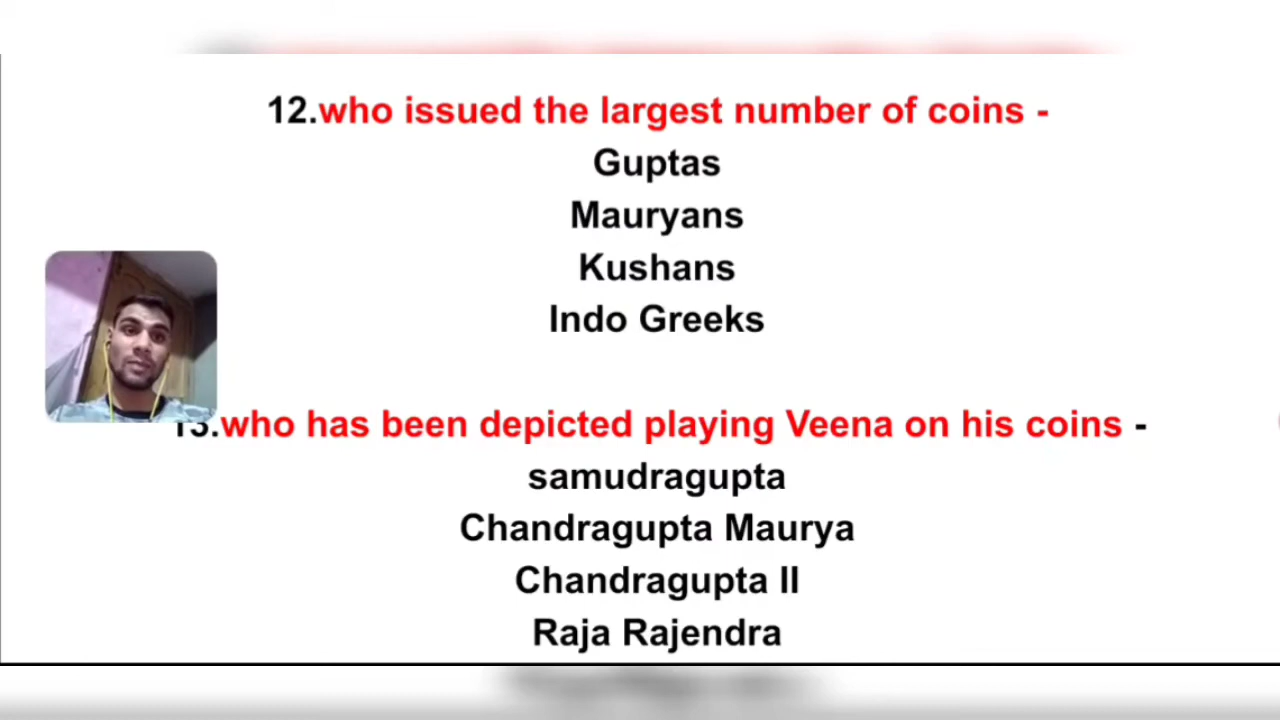 12.who issued the largest number of coins -
Guptas
Mauryans
Kushans
Indo Greeks
13.who has been depicted playing Veena on his coins -
samudragupta
Chandragupta Maurya
Chandragupta II
Raja Rajendra